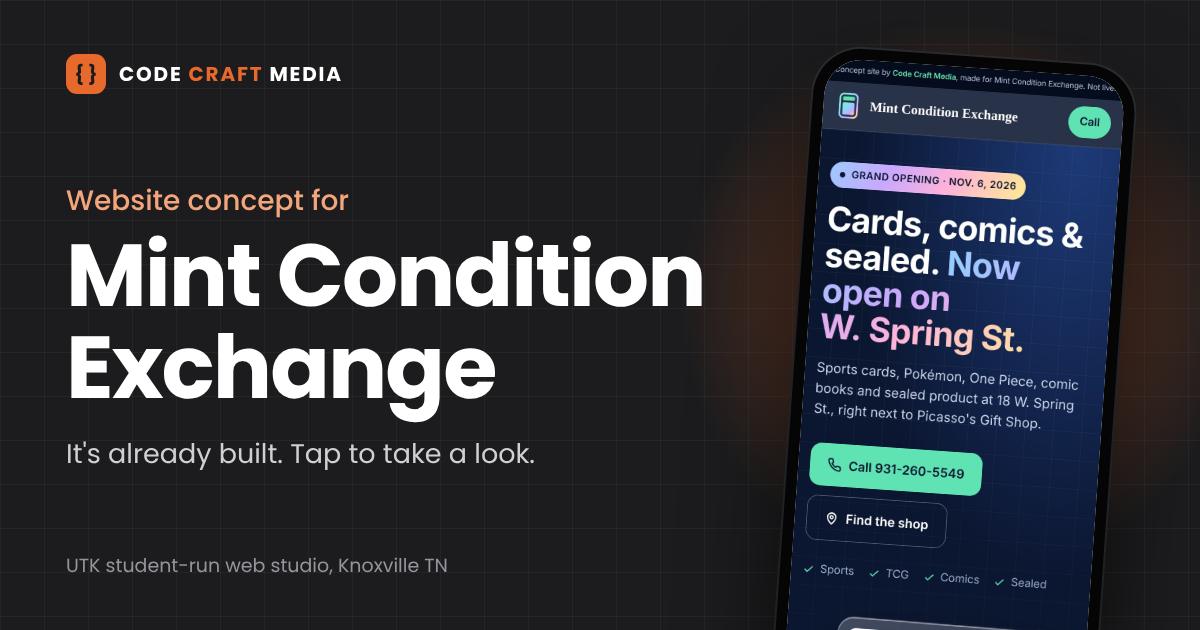 { } CODE CRAFT MEDIA
Website concept for
Mint Condition
Exchange
It's already built. Tap to take a look.
UTK student-run web studio, Knoxville TN
Concept site by Code Craft Media, made for Mint Condition Exchange. Not live.
Mint Condition Exchange
Call
GRAND OPENING · NOV. 6, 2026
Cards, comics &
sealed. Now
open on
W. Spring St.
Sports cards, Pokémon, One Piece, comic
books and sealed product at 18 W. Spring
St., right next to Picasso's Gift Shop.
Call 931-260-5549
Find the shop
Sports TCG Comics Sealed